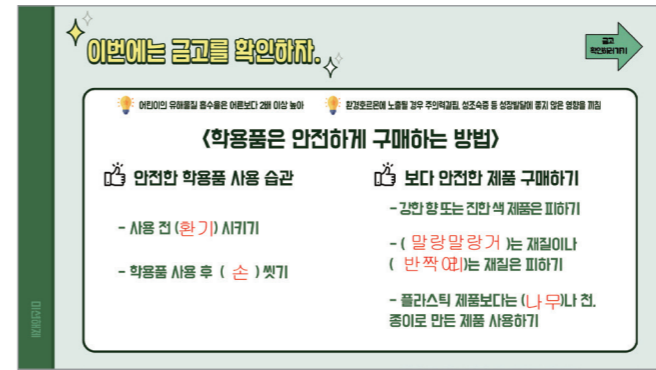 이번에는 금고를 확인하자.
금고
확인하러가기
어린이의 유해물질 흡수율은 어른보다 2배 이상 높아
환경호르몬에 노출될 경우 주의력결핍, 성조숙증 등 성장발달에 좋지 않은 영향을 끼침
<학용품은 안전하게 구매하는 방법>
안전한 학용품 사용 습관
- 사용 전 (환기) 시키기
- 학용품 사용 후 ( 손 ) 씻기
보다 안전한 제품 구매하기
- 강한 향 또는 진한 색 제품은 피하기
- ( 말랑말랑거 )는 재질이나
( 반짝 )는 재질은 피하기
- 플라스틱 제품보다는 (나무)나 천,
종이로 만든 제품 사용하기